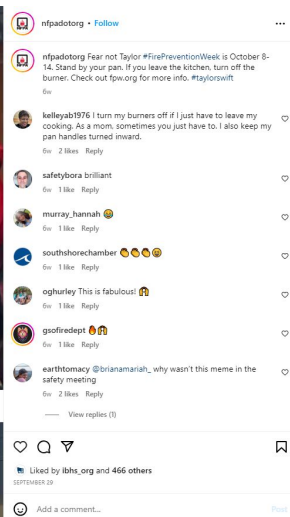 nfpadotorg • Follow
nfpadotorg Fear not Taylor #FirePreventionWeek is October 8-
14. Stand by your pan. If you leave the kitchen, turn off the
burner. Check out fpw.org for more info. #taylorswift
6w
kelleyab1976 I turn my burners off if I just have to leave my
cooking. As a mom, sometimes you just have to. I also keep my
pan handles turned inward.
6w 2 likes Reply
safetybora brilliant
6w 1 like Reply
murray_hannah 😂
6w 1 like Reply
southshorechamber 👏👏👏😂
6w 1 like Reply
oghurley This is fabulous! 🙌
6w 1 like Reply
gsofiredept 🔥🙌
6w 1 like Reply
earthtomacy @brianamariah_ why wasn't this meme in the
safety meeting
6w 2 likes Reply
View replies (1)
Liked by ibhs_org and 466 others
SEPTEMBER 29
Add a comment...
Post